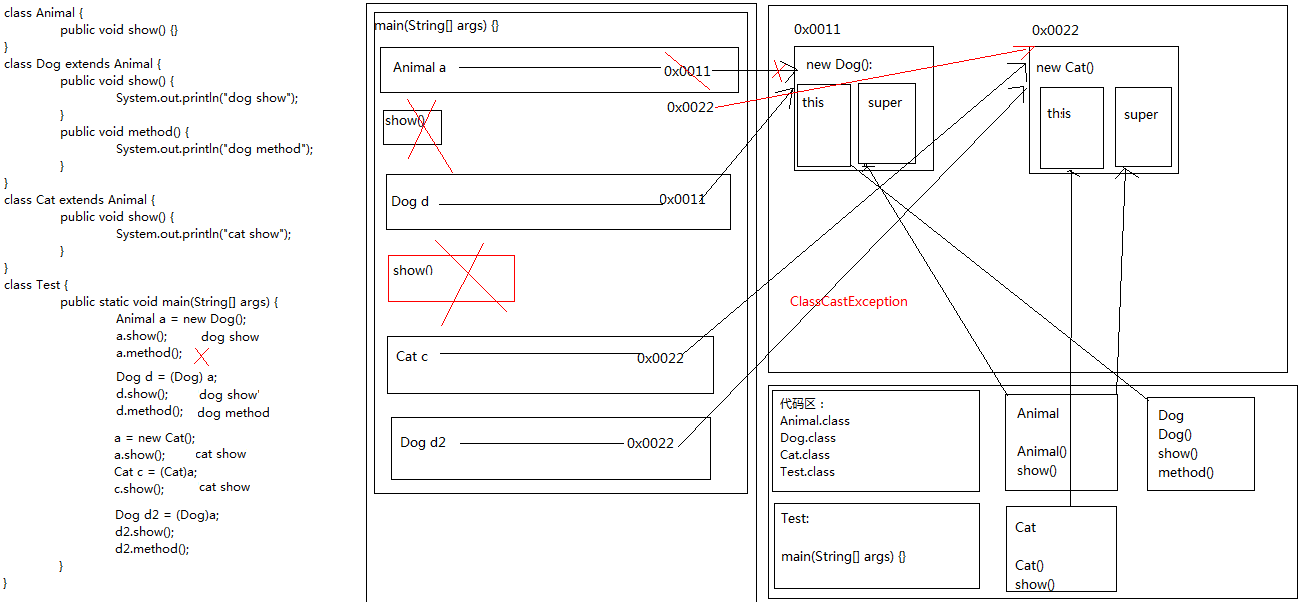 class Animal {
public void show() {}
}
class Dog extends Animal {
public void show() {
System.out.println("dog show");
}
public void method() {
System.out.println("dog method");
}
}
class Cat extends Animal {
public void show() {
System.out.println("cat show");
}
}
class Test {
public static void main(String[] args) {
Animal a = new Dog();
a.show(); dog show
a.method();
Dog d = (Dog) a;
d.show(); dog show'
d.method(); dog method
a = new Cat();
a.show(); cat show
Cat c = (Cat)a;
c.show(); cat show
Dog d2 = (Dog)a;
d2.show();
d2.method();
}
}
main(String[] args) {}
Animal a 0x0011
0x0022
show()
Dog d 0x0011
show()
Cat c 0x0022
Dog d2 0x0022
0x0011
new Dog():
this super
0x0022
new Cat()
this super
ClassCastException
代码区：
Animal.class
Dog.class
Cat.class
Test.class
Animal
Animal()
show()
Dog
Dog()
show()
method()
Test:
main(String[] args) {}
Cat
Cat()
show()